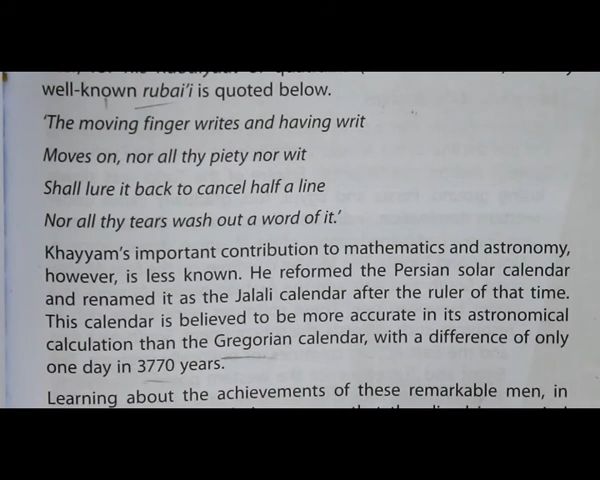 well-known rubai'i is quoted below.
'The moving finger writes and having writ
Moves on, nor all thy piety nor wit
Shall lure it back to cancel half a line
Nor all thy tears wash out a word of it.'
Khayyam's important contribution to mathematics and astronomy,
however, is less known. He reformed the Persian solar calendar
and renamed it as the Jalali calendar after the ruler of that time.
This calendar is believed to be more accurate in its astronomical
calculation than the Gregorian calendar, with a difference of only
one day in 3770 years.
Learning about the achievements of these remarkable men, in